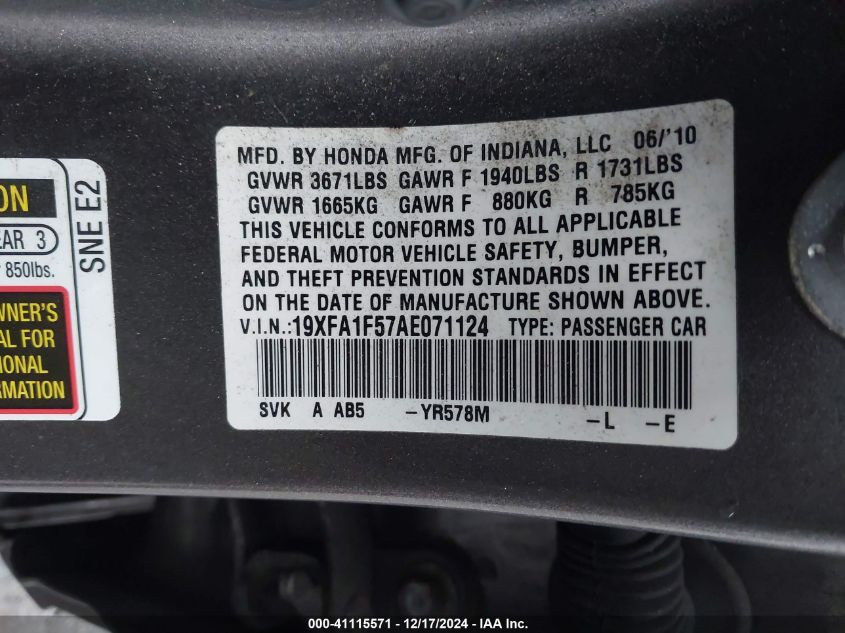 MFD. BY HONDA MFG. OF INDIANA, LLC 06/'10
GVWR 3671LBS GAWR F 1940LBS R 1731LBS
GVWR 1665KG GAWR F 880KG R 785KG
THIS VEHICLE CONFORMS TO ALL APPLICABLE
FEDERAL MOTOR VEHICLE SAFETY, BUMPER,
AND THEFT PREVENTION STANDARDS IN EFFECT
ON THE DATE OF MANUFACTURE SHOWN ABOVE.
V.I.N.:19XFA1F57AE071124 TYPE: PASSENGER CAR
SVK A AB5 -YR578M -L -E
ON
EAR 3
850lbs.
SNE E2
WNER'S
AL FOR
IONAL
RMATION
000-41115571 - 12/17/2024 - IAA Inc.